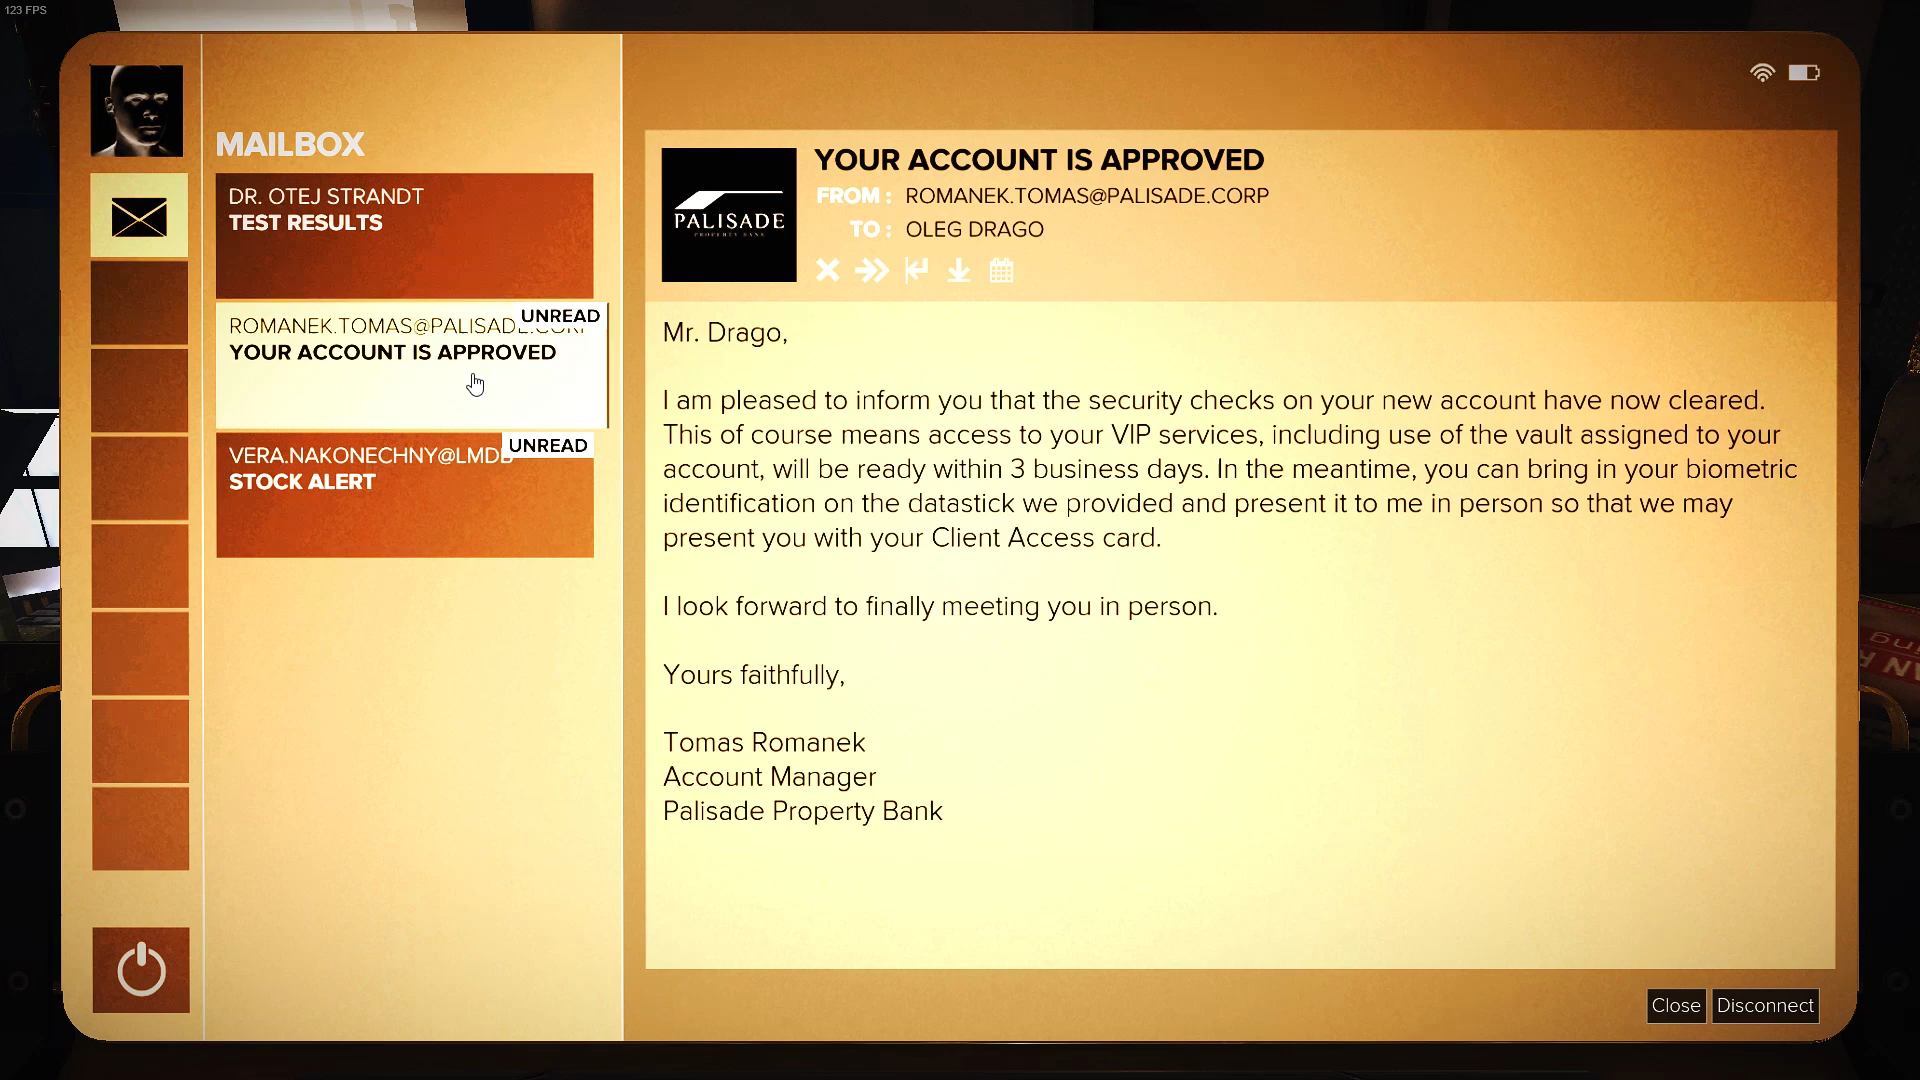 123 FPS
MAILBOX
DR. OTEJ STRANDT
TEST RESULTS
UNREAD
ROMANEK.TOMAS@PALISADE.CORP
YOUR ACCOUNT IS APPROVED
UNREAD
VERA.NAKONECHNY@LMDB
STOCK ALERT
PALISADE
PROPERTY BANK
YOUR ACCOUNT IS APPROVED
FROM : ROMANEK.TOMAS@PALISADE.CORP
TO : OLEG DRAGO
Mr. Drago,
I am pleased to inform you that the security checks on your new account have now cleared.
This of course means access to your VIP services, including use of the vault assigned to your
account, will be ready within 3 business days. In the meantime, you can bring in your biometric
identification on the datastick we provided and present it to me in person so that we may
present you with your Client Access card.
I look forward to finally meeting you in person.
Yours faithfully,
Tomas Romanek
Account Manager
Palisade Property Bank
Close Disconnect